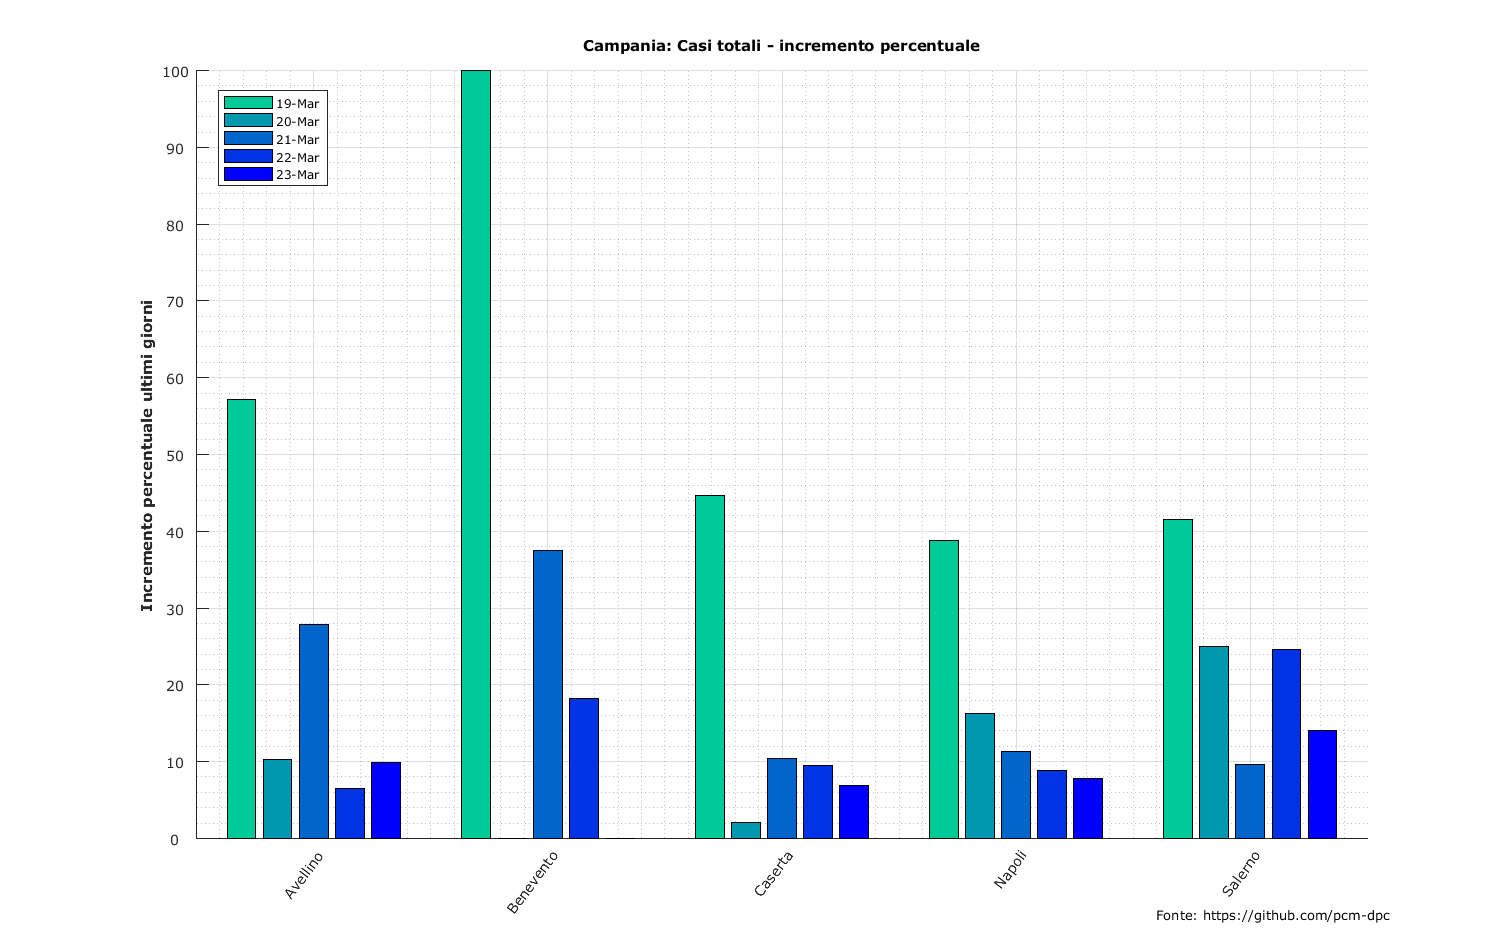 Campania: Casi totali - incremento percentuale
Incremento percentuale ultimi giorni
100
90
80
70
60
50
40
30
20
10
0
19-Mar
20-Mar
21-Mar
22-Mar
23-Mar
Avellino
Benevento
Caserta
Napoli
Salerno
Fonte: https://github.com/pcm-dpc